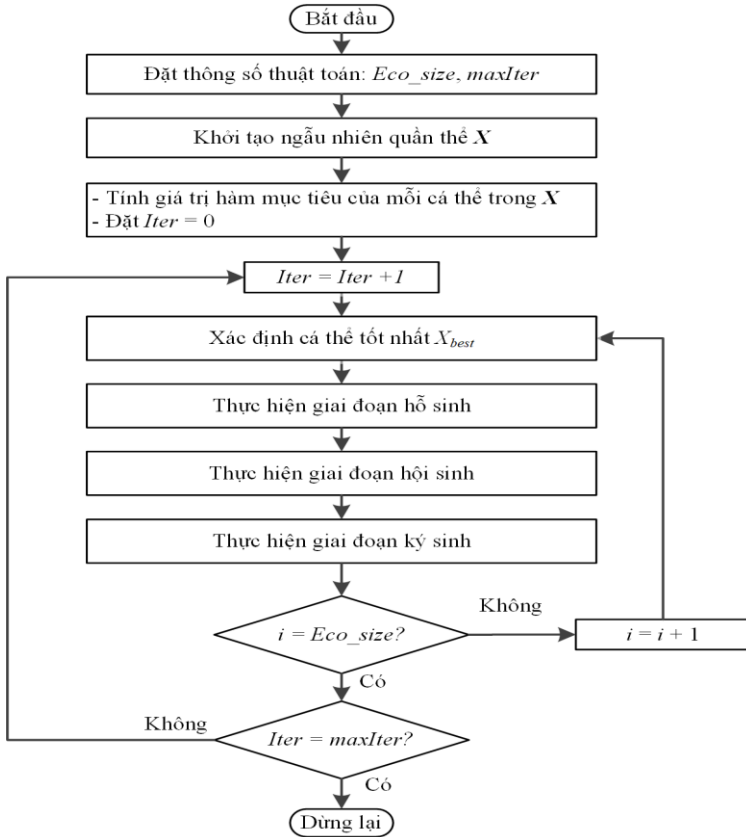 Bắt đầu
Đặt thông số thuật toán: Eco_size, maxIter
Khởi tạo ngẫu nhiên quần thể X
- Tính giá trị hàm mục tiêu của mỗi cá thể trong X
- Đặt Iter = 0
Iter = Iter +1
Xác định cá thể tốt nhất Xbest
Thực hiện giai đoạn hỗ sinh
Thực hiện giai đoạn hội sinh
Thực hiện giai đoạn ký sinh
i = Eco_size?
Không
i = i + 1
Có
Không
Iter = maxIter?
Có
Dừng lại